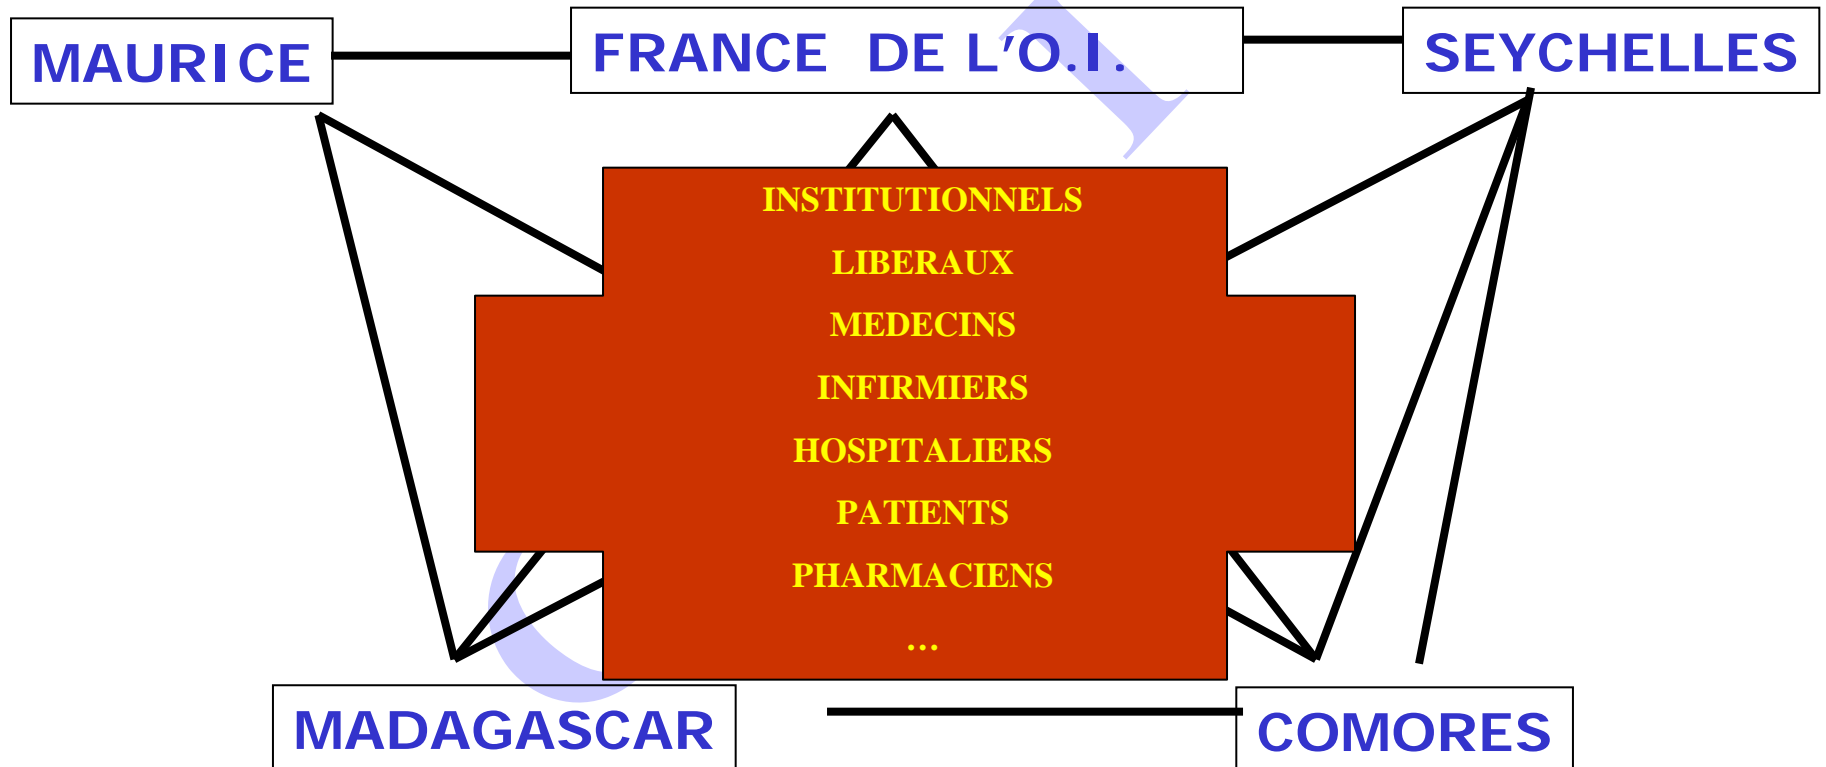 MAURICE
FRANCE DE L'O.I.
SEYCHELLES
INSTITUTIONNELS
LIBERAUX
MEDECINS
INFIRMIERS
HOSPITALIERS
PATIENTS
PHARMACIENS
...
MADAGASCAR
COMORES